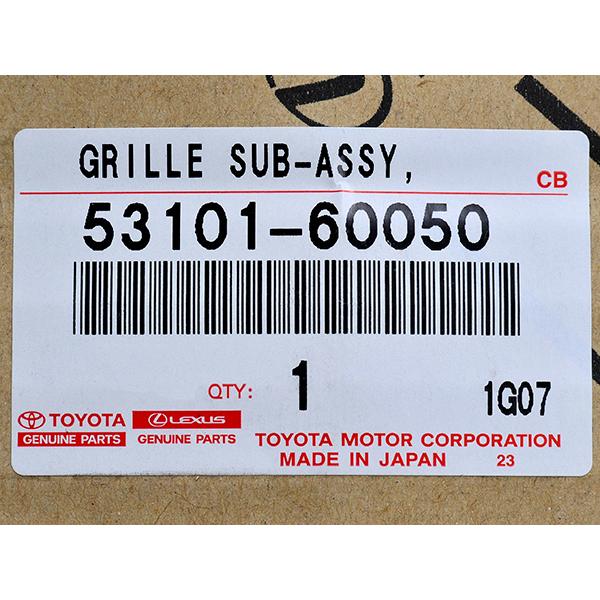 GRILLE SUB-ASSY,
CB
53101-60050
QTY: 1
1G07
TOYOTA LEXUS
GENUINE PARTS GENUINE PARTS
TOYOTA MOTOR CORPORATION
MADE IN JAPAN 23